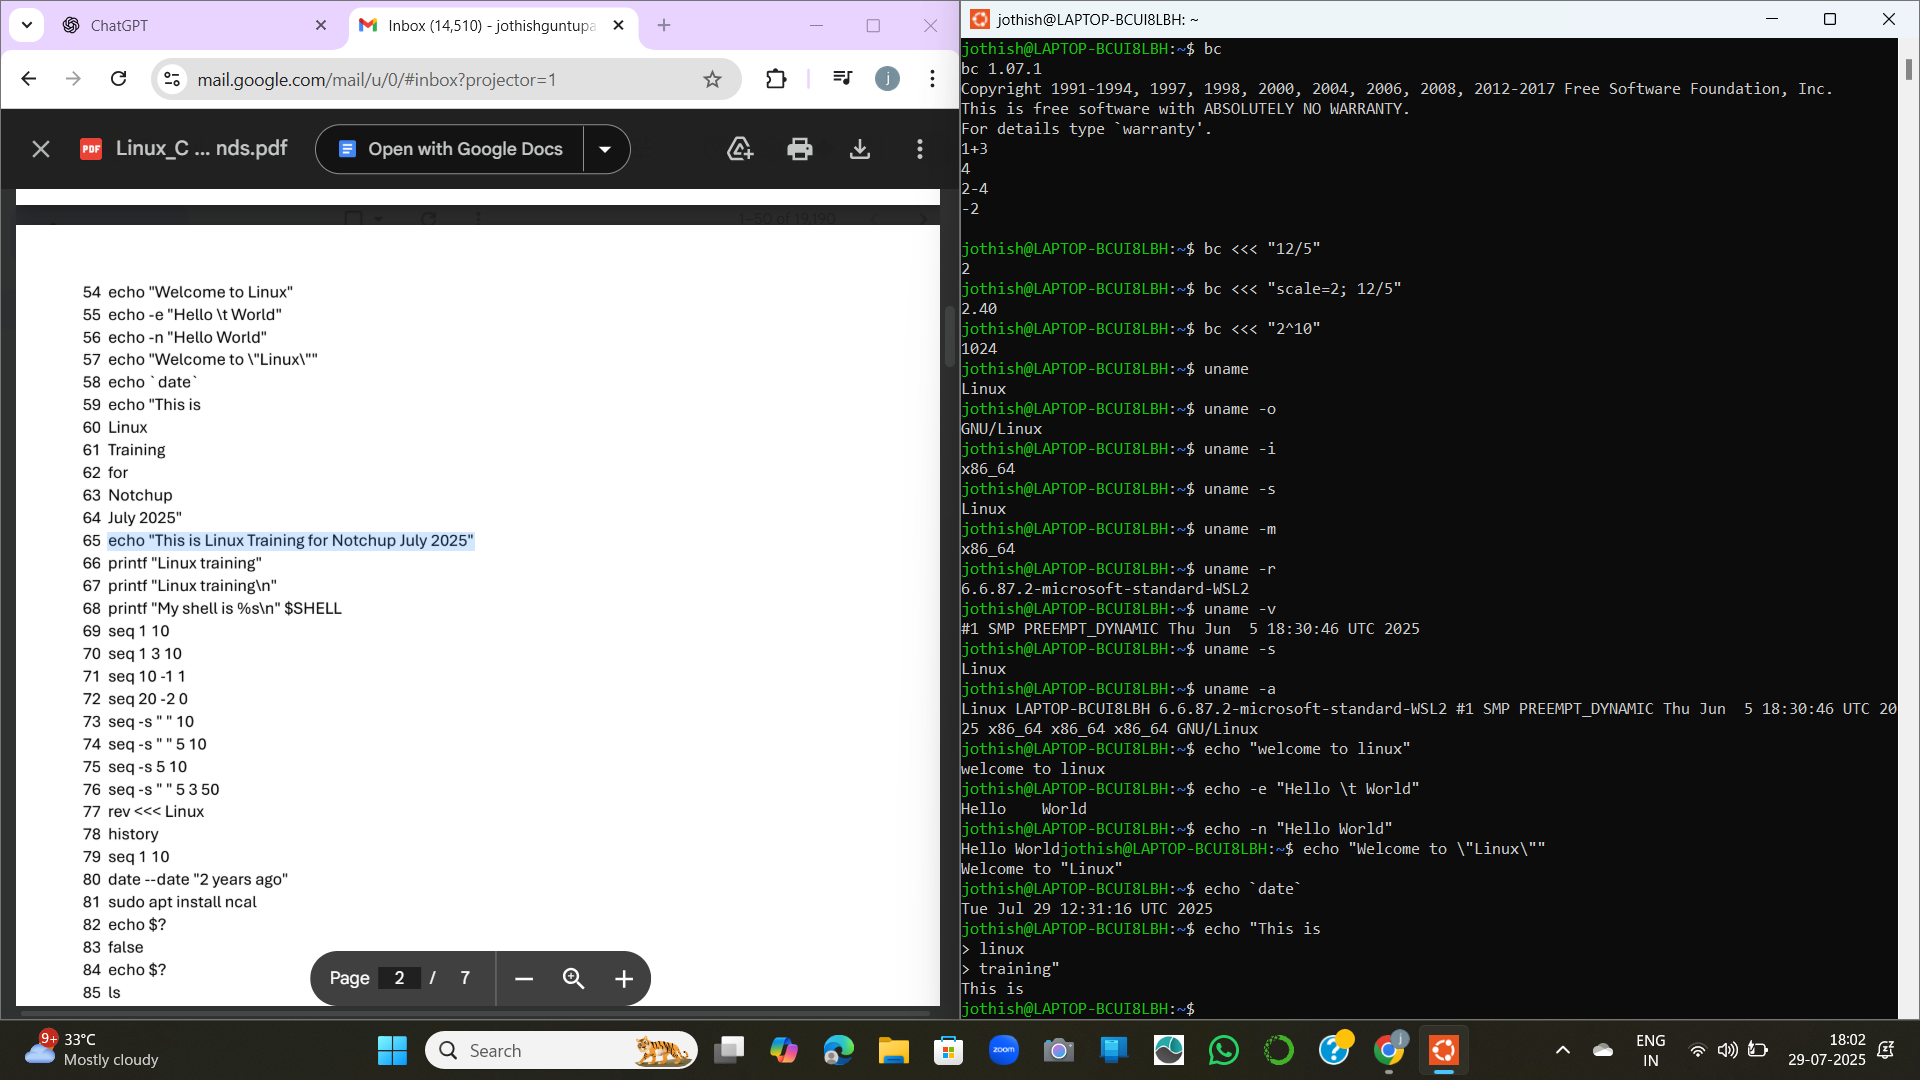 ChatGPT
Inbox (14,510) - jothishguntupa
mail.google.com/mail/u/0/#inbox?projector=1
j
PDF
Linux_C ... nds.pdf
Open with Google Docs
1–50 of 19,190
54 echo "Welcome to Linux"
55 echo -e "Hello \t World"
56 echo -n "Hello World"
57 echo "Welcome to \"Linux\""
58 echo `date`
59 echo "This is
60 Linux
61 Training
62 for
63 Notchup
64 July 2025"
65 echo "This is Linux Training for Notchup July 2025"
66 printf "Linux training"
67 printf "Linux training\n"
68 printf "My shell is %s\n" $SHELL
69 seq 1 10
70 seq 1 3 10
71 seq 10 -1 1
72 seq 20 -2 0
73 seq -s " " 10
74 seq -s " " 5 10
75 seq -s 5 10
76 seq -s " " 5 3 50
77 rev <<< Linux
78 history
79 seq 1 10
80 date --date "2 years ago"
81 sudo apt install ncal
82 echo $?
83 false
84 echo $?
85 ls
Page 2 / 7
jothish@LAPTOP-BCUI8LBH: ~
jothish@LAPTOP-BCUI8LBH:~$ bc
bc 1.07.1
Copyright 1991-1994, 1997, 1998, 2000, 2004, 2006, 2008, 2012-2017 Free Software Foundation, Inc.
This is free software with ABSOLUTELY NO WARRANTY.
For details type `warranty'.
1+3
4
2-4
-2
jothish@LAPTOP-BCUI8LBH:~$ bc <<< "12/5"
2
jothish@LAPTOP-BCUI8LBH:~$ bc <<< "scale=2; 12/5"
2.40
jothish@LAPTOP-BCUI8LBH:~$ bc <<< "2^10"
1024
jothish@LAPTOP-BCUI8LBH:~$ uname
Linux
jothish@LAPTOP-BCUI8LBH:~$ uname -o
GNU/Linux
jothish@LAPTOP-BCUI8LBH:~$ uname -i
x86_64
jothish@LAPTOP-BCUI8LBH:~$ uname -s
Linux
jothish@LAPTOP-BCUI8LBH:~$ uname -m
x86_64
jothish@LAPTOP-BCUI8LBH:~$ uname -r
6.6.87.2-microsoft-standard-WSL2
jothish@LAPTOP-BCUI8LBH:~$ uname -v
#1 SMP PREEMPT_DYNAMIC Thu Jun  5 18:30:46 UTC 2025
jothish@LAPTOP-BCUI8LBH:~$ uname -s
Linux
jothish@LAPTOP-BCUI8LBH:~$ uname -a
Linux LAPTOP-BCUI8LBH 6.6.87.2-microsoft-standard-WSL2 #1 SMP PREEMPT_DYNAMIC Thu Jun  5 18:30:46 UTC 20
25 x86_64 x86_64 x86_64 GNU/Linux
jothish@LAPTOP-BCUI8LBH:~$ echo "welcome to linux"
welcome to linux
jothish@LAPTOP-BCUI8LBH:~$ echo -e "Hello \t World"
Hello    World
jothish@LAPTOP-BCUI8LBH:~$ echo -n "Hello World"
Hello Worldjothish@LAPTOP-BCUI8LBH:~$ echo "Welcome to \"Linux\""
Welcome to "Linux"
jothish@LAPTOP-BCUI8LBH:~$ echo `date`
Tue Jul 29 12:31:16 UTC 2025
jothish@LAPTOP-BCUI8LBH:~$ echo "This is
> linux
> training"
This is
jothish@LAPTOP-BCUI8LBH:~$
9+
33°C
Mostly cloudy
Search
zoom
j
ENG
IN
18:02
29-07-2025